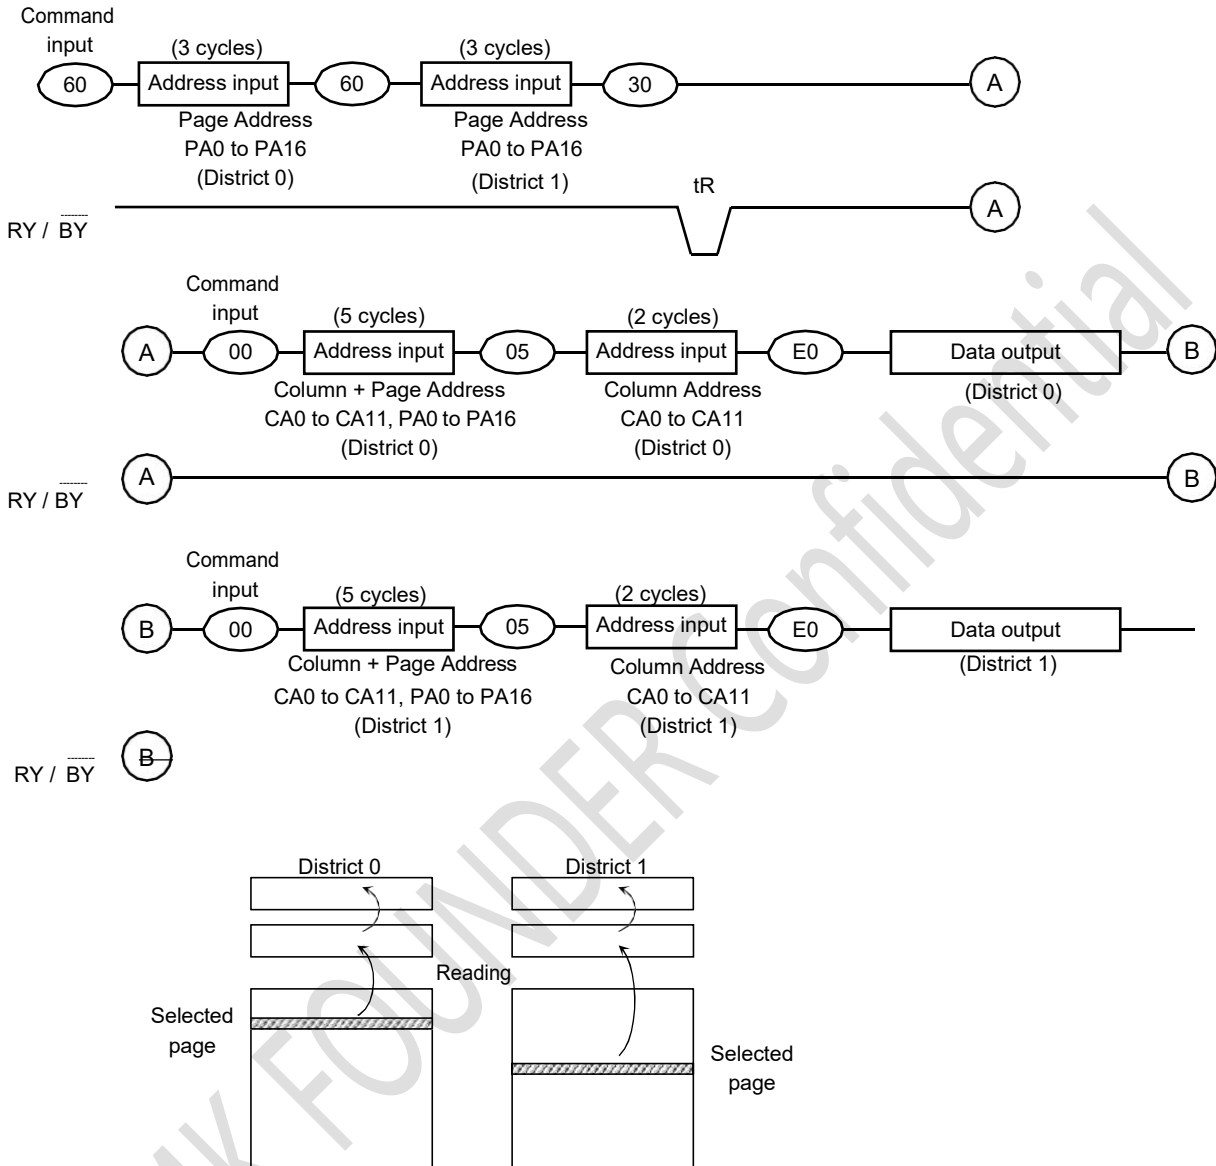 Command
input
(3 cycles)
(3 cycles)
60
Address input
60
Address input
30
A
Page Address
PA0 to PA16
(District 0)
Page Address
PA0 to PA16
(District 1)
tR
A
RY / BY
Command
input
(5 cycles)
(2 cycles)
A
00
Address input
05
Address input
E0
Data output
B
Column + Page Address
CA0 to CA11, PA0 to PA16
(District 0)
Column Address
CA0 to CA11
(District 0)
(District 0)
RY / BY
A
B
Command
input
(5 cycles)
(2 cycles)
B
00
Address input
05
Address input
E0
Data output
Column + Page Address
CA0 to CA11, PA0 to PA16
(District 1)
Column Address
CA0 to CA11
(District 1)
(District 1)
RY / BY
B
District 0
District 1
Reading
Selected
page
Selected
page
FOUNDER Confidential